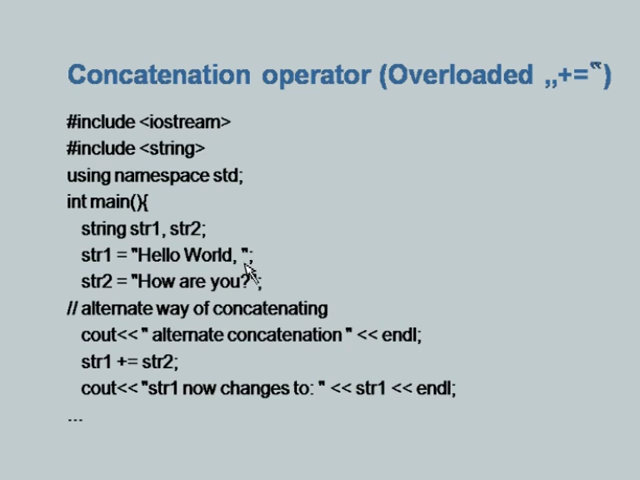 Concatenation operator (Overloaded „+=‟)
#include <iostream>
#include <string>
using namespace std;
int main(){
string str1, str2;
str1 = "Hello World, ";
str2 = "How are you?";
// alternate way of concatenating
cout<< " alternate concatenation " << endl;
str1 += str2;
cout<< "str1 now changes to: " << str1 << endl;
...